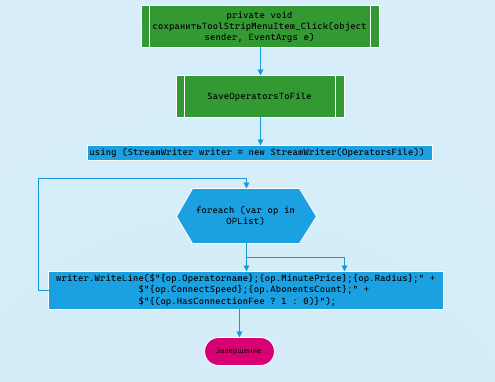 private void
сохранитьToolStripMenuItem_Click(object
sender, EventArgs e)
SaveOperatorsToFile
using (StreamWriter writer = new StreamWriter(OperatorsFile))
foreach (var op in
OPList)
writer.WriteLine($"{op.Operatorname};{op.MinutePrice};{op.Radius};" +
$"{op.ConnectSpeed};{op.AbonentsCount};" +
$"{(op.HasConnectionFee ? 1 : 0)}");
Завершение